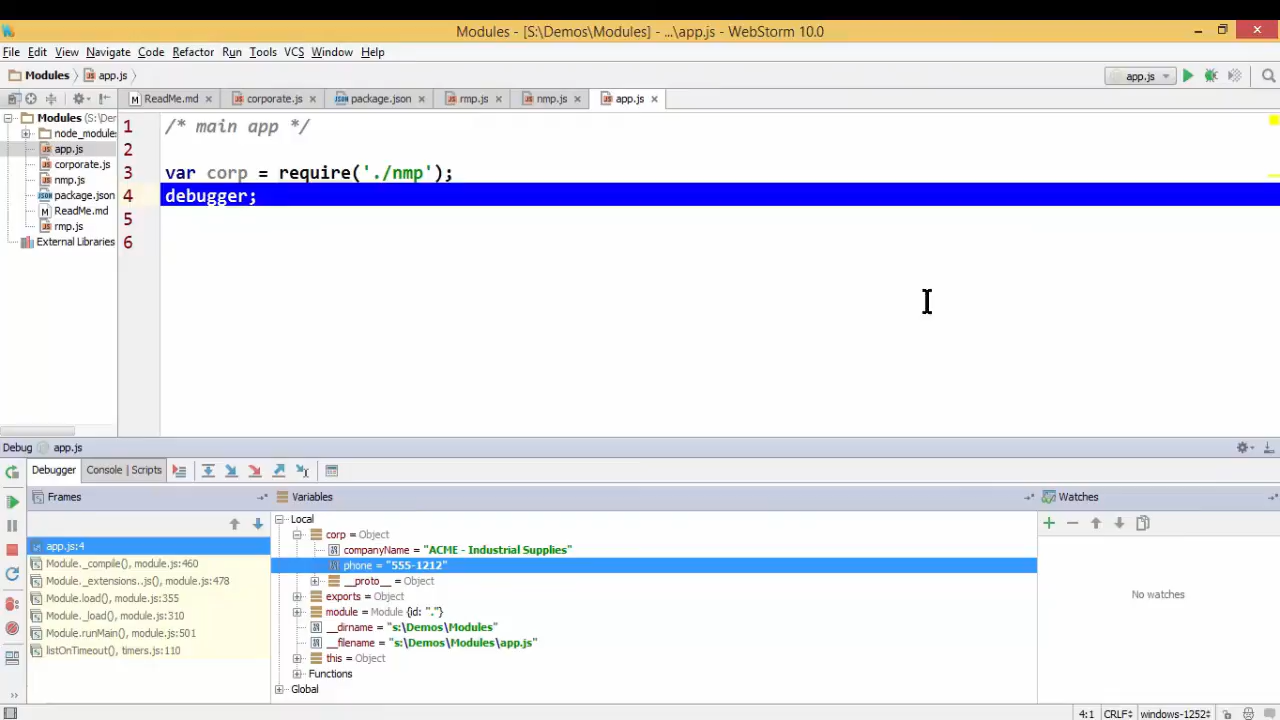 Modules - [S:\Demos\Modules] - ...\app.js - WebStorm 10.0
File Edit View Navigate Code Refactor Run Tools VCS Window Help
Modules app.js app.js
ReadMe.md corporate.js package.json rmp.js nmp.js app.js
Modules (S:\Der
node_module
app.js
corporate.js
nmp.js
package.json
ReadMe.md
rmp.js
External Libraries
1 /* main app */
2
3 var corp = require('./nmp');
4 debugger;
5
6
Debug app.js
Debugger Console | Scripts
Frames
app.js:4
Module._compile(), module.js:460
Module._extensions..js(), module.js:478
Module.load(), module.js:355
Module._load(), module.js:310
Module.runMain(), module.js:501
listOnTimeout(), timers.js:110
Variables
Local
corp = Object
companyName = "ACME - Industrial Supplies"
phone = "555-1212"
__proto__ = Object
exports = Object
module = Module {id: "."}
__dirname = "s:\Demos\Modules"
__filename = "s:\Demos\Modules\app.js"
this = Object
Functions
Global
Watches
No watches
4:1 CRLF windows-1252